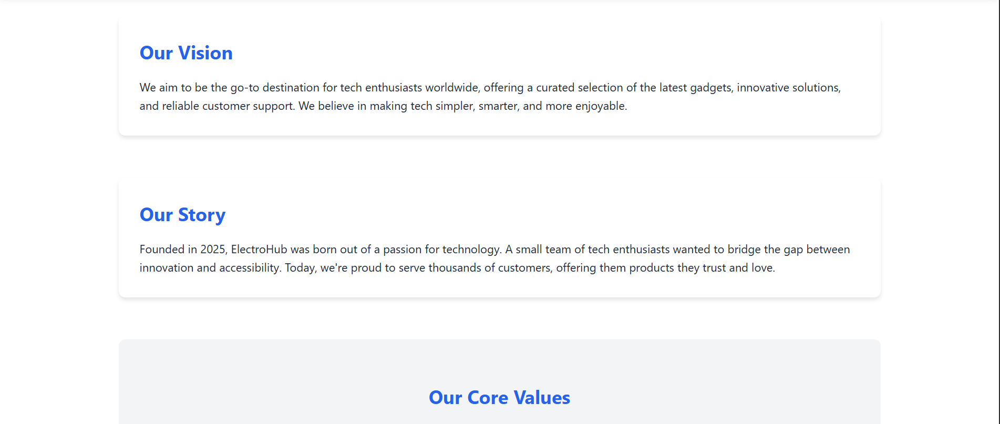 Our Vision
We aim to be the go-to destination for tech enthusiasts worldwide, offering a curated selection of the latest gadgets, innovative solutions,
and reliable customer support. We believe in making tech simpler, smarter, and more enjoyable.
Our Story
Founded in 2025, ElectroHub was born out of a passion for technology. A small team of tech enthusiasts wanted to bridge the gap between
innovation and accessibility. Today, we're proud to serve thousands of customers, offering them products they trust and love.
Our Core Values